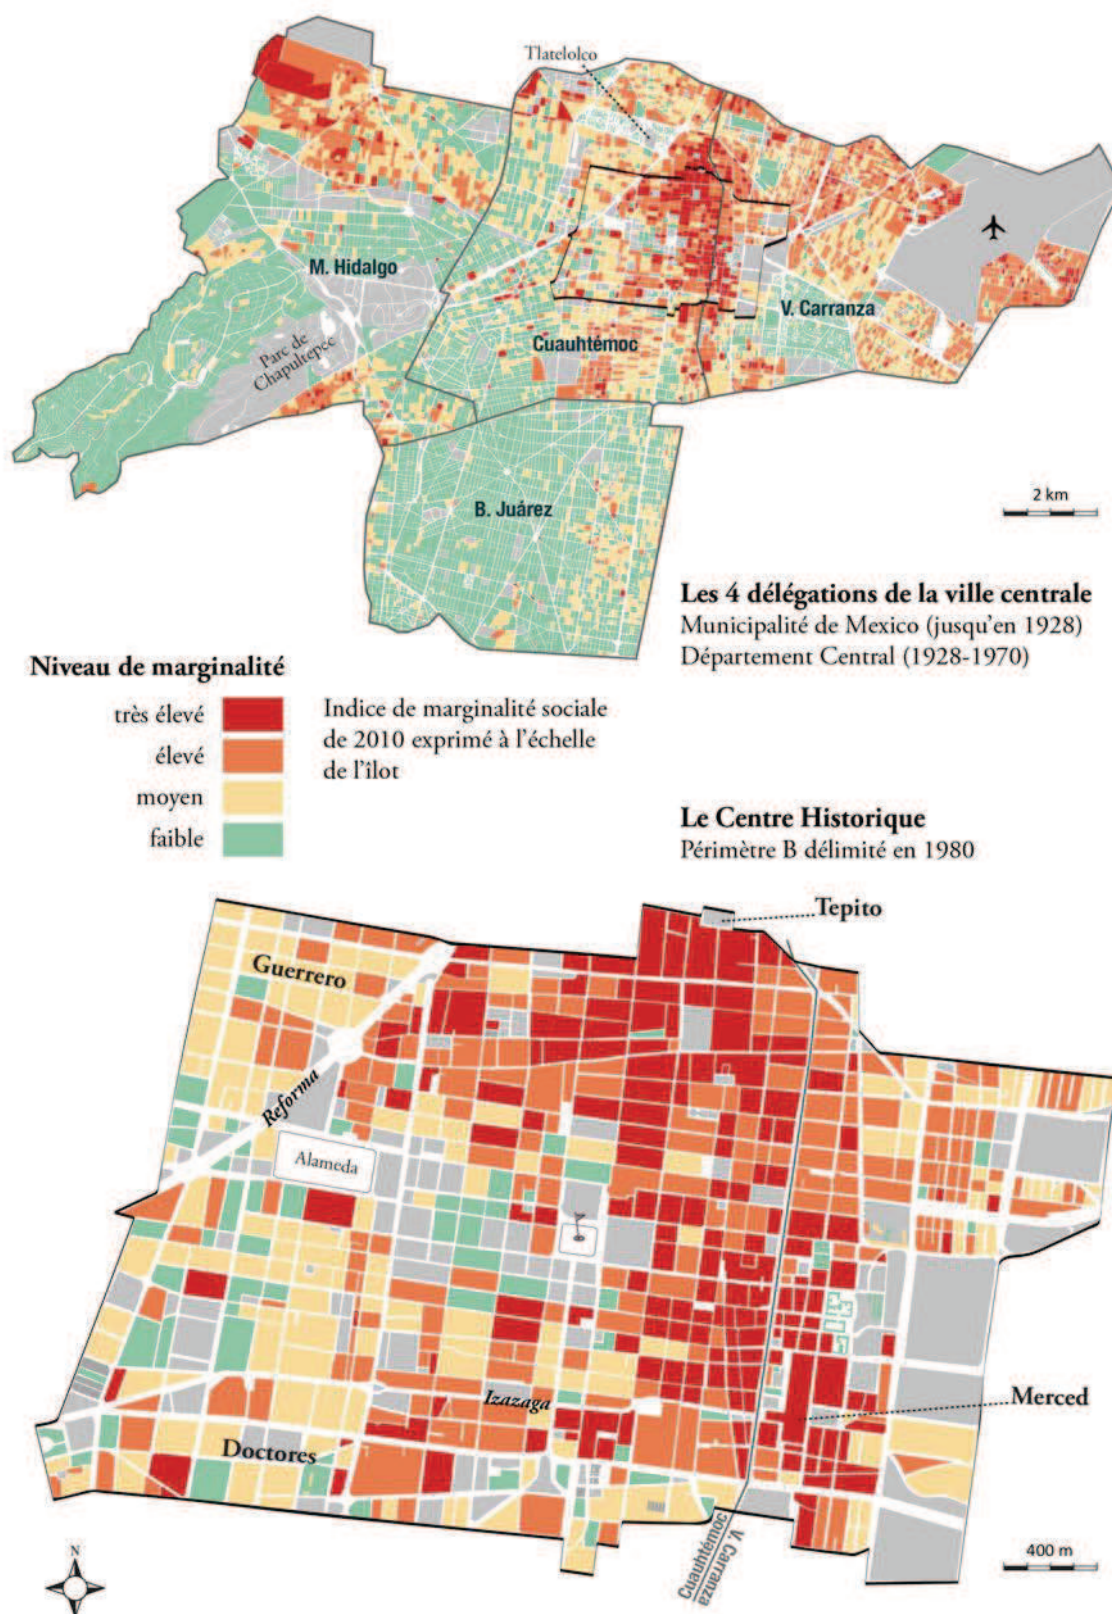 Tlatelolco
M. Hidalgo
Parc de
Chapultepec
Cuauhtémoc
V. Carranza
B. Juárez
2 km
Les 4 délégations de la ville centrale
Municipalité de Mexico (jusqu'en 1928)
Département Central (1928-1970)
Niveau de marginalité
très élevé
élevé
moyen
faible
Indice de marginalité sociale
de 2010 exprimé à l'échelle
de l'îlot
Le Centre Historique
Périmètre B délimité en 1980
Tepito
Guerrero
Reforma
Alameda
Izazaga
Merced
Doctores
Cuauhtémoc
V. Carranza
N
400 m